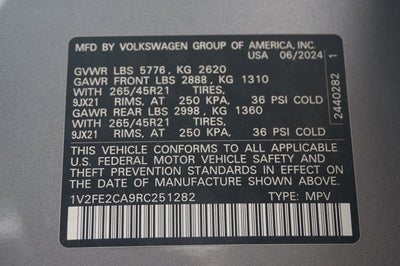 MFD BY VOLKSWAGEN GROUP OF AMERICA, INC.
USA 06/2024
GVWR LBS 5776, KG 2620
GAWR FRONT LBS 2888, KG 1310
WITH 265/45R21 TIRES,
9JX21 RIMS, AT 250 KPA, 36 PSI COLD
GAWR REAR LBS 2998, KG 1360
WITH 265/45R21 TIRES,
9JX21 RIMS, AT 250 KPA, 36 PSI COLD
THIS VEHICLE CONFORMS TO ALL APPLICABLE
U.S. FEDERAL MOTOR VEHICLE SAFETY AND
THEFT PREVENTION STANDARDS IN EFFECT ON
THE DATE OF MANUFACTURE SHOWN ABOVE.
1V2FE2CA9RC251282 TYPE: MPV
2440282 1